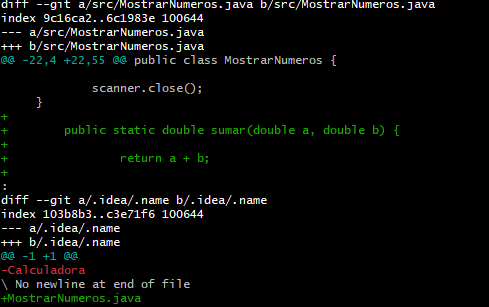 diff --git a/src/MostrarNumeros.java b/src/MostrarNumeros.java
index 9c16ca2..6c1983e 100644
--- a/src/MostrarNumeros.java
+++ b/src/MostrarNumeros.java
@@ -22,4 +22,55 @@ public class MostrarNumeros {

            scanner.close();
     }
+
+        public static double sumar(double a, double b) {
+
+                return a + b;
+
:
diff --git a/.idea/.name b/.idea/.name
index 103b8b3..c3e71f6 100644
--- a/.idea/.name
+++ b/.idea/.name
@@ -1 +1 @@
-Calculadora
\ No newline at end of file
+MostrarNumeros.java